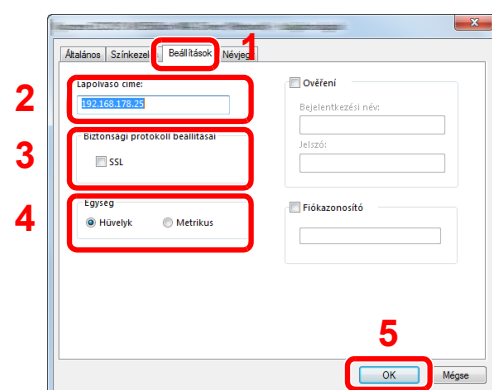 Általános Színkezel Beállítások Névjeg
1
2
Lapolvasó címe:
192.168.178.25
3
Biztonsági protokoll beállításai
SSL
4
Egység
Hüvelyk Metrikus
Ověření
Bejelentkezési név:
Jelszó:
Fiókazonosító
5
OK Mégse